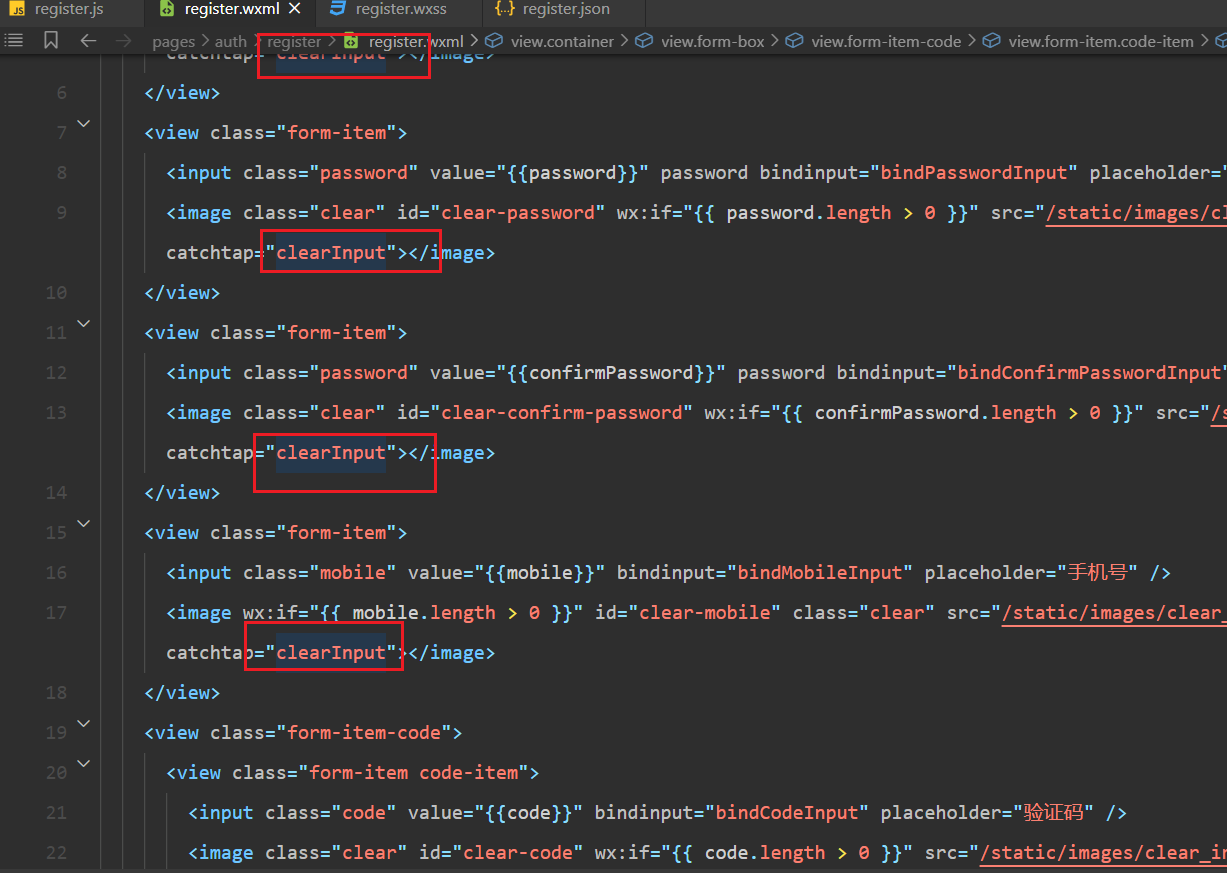 register.js register.wxml register.wxss register.json
pages auth register register.wxml view.container view.form-box view.form-item-code view.form-item.code-item
catchtap="clearInput"></image>
6 </view>
7 <view class="form-item">
8 <input class="password" value="{{password}}" password bindinput="bindPasswordInput" placeholder="
9 <image class="clear" id="clear-password" wx:if="{{ password.length > 0 }}" src="/static/images/cl
catchtap="clearInput"></image>
10 </view>
11 <view class="form-item">
12 <input class="password" value="{{confirmPassword}}" password bindinput="bindConfirmPasswordInput"
13 <image class="clear" id="clear-confirm-password" wx:if="{{ confirmPassword.length > 0 }}" src="/s
catchtap="clearInput"></image>
14 </view>
15 <view class="form-item">
16 <input class="mobile" value="{{mobile}}" bindinput="bindMobileInput" placeholder="手机号" />
17 <image wx:if="{{ mobile.length > 0 }}" id="clear-mobile" class="clear" src="/static/images/clear_
catchtap="clearInput"></image>
18 </view>
19 <view class="form-item-code">
20 <view class="form-item code-item">
21 <input class="code" value="{{code}}" bindinput="bindCodeInput" placeholder="验证码" />
22 <image class="clear" id="clear-code" wx:if="{{ code.length > 0 }}" src="/static/images/clear_in